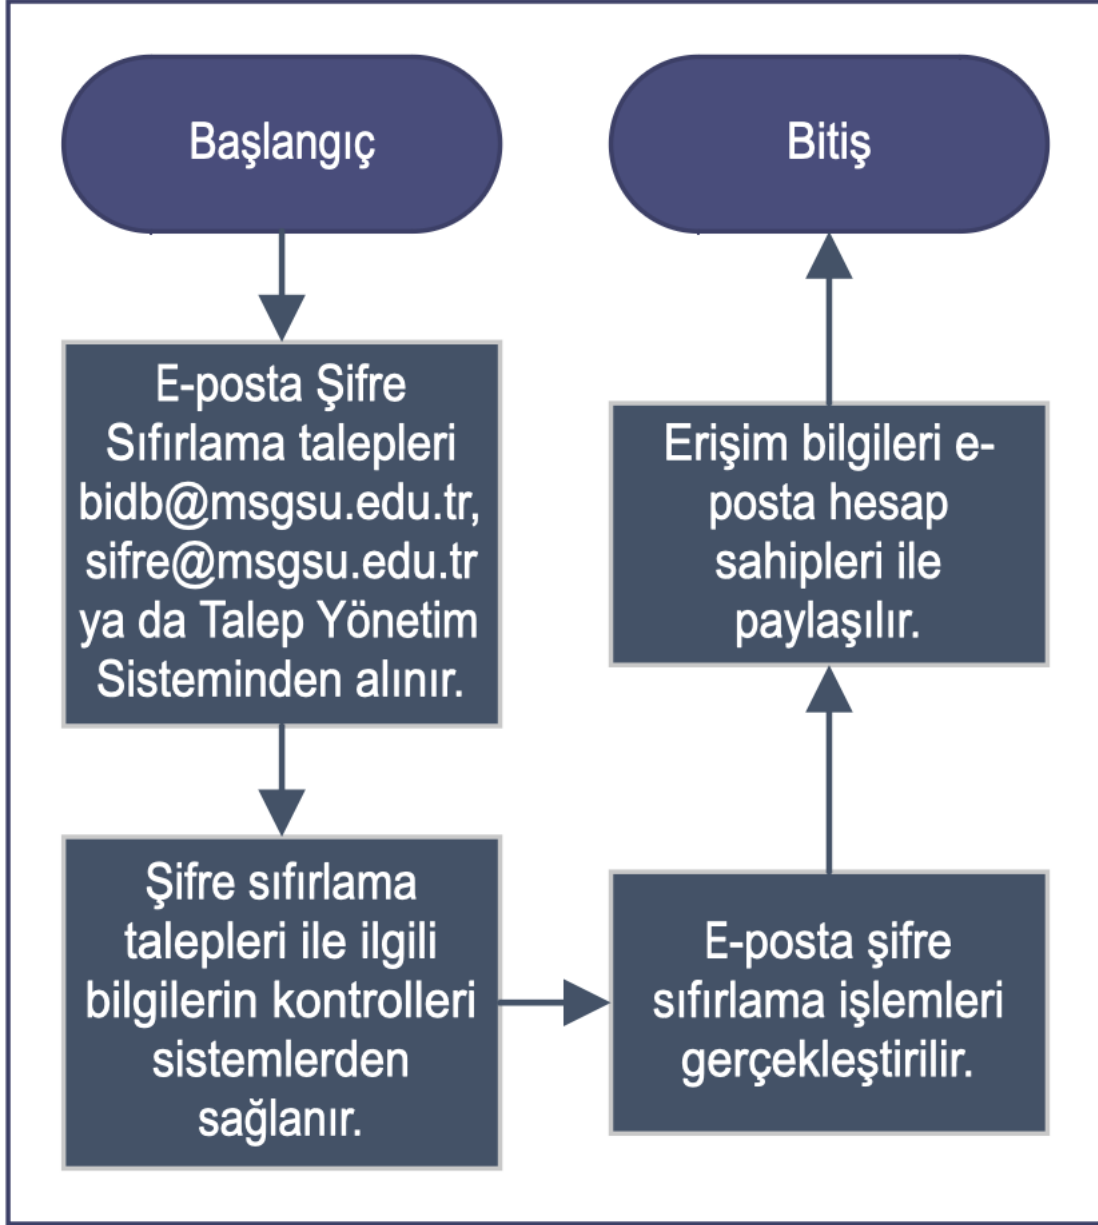 Başlangıç
E-posta Şifre
Sıfırlama talepleri
bidb@msgsu.edu.tr,
sifre@msgsu.edu.tr
ya da Talep Yönetim
Sisteminden alınır.
Şifre sıfırlama
talepleri ile ilgili
bilgilerin kontrolleri
sistemlerden
sağlanır.
E-posta şifre
sıfırlama işlemleri
gerçekleştirilir.
Erişim bilgileri e-
posta hesap
sahipleri ile
paylaşılır.
Bitiş